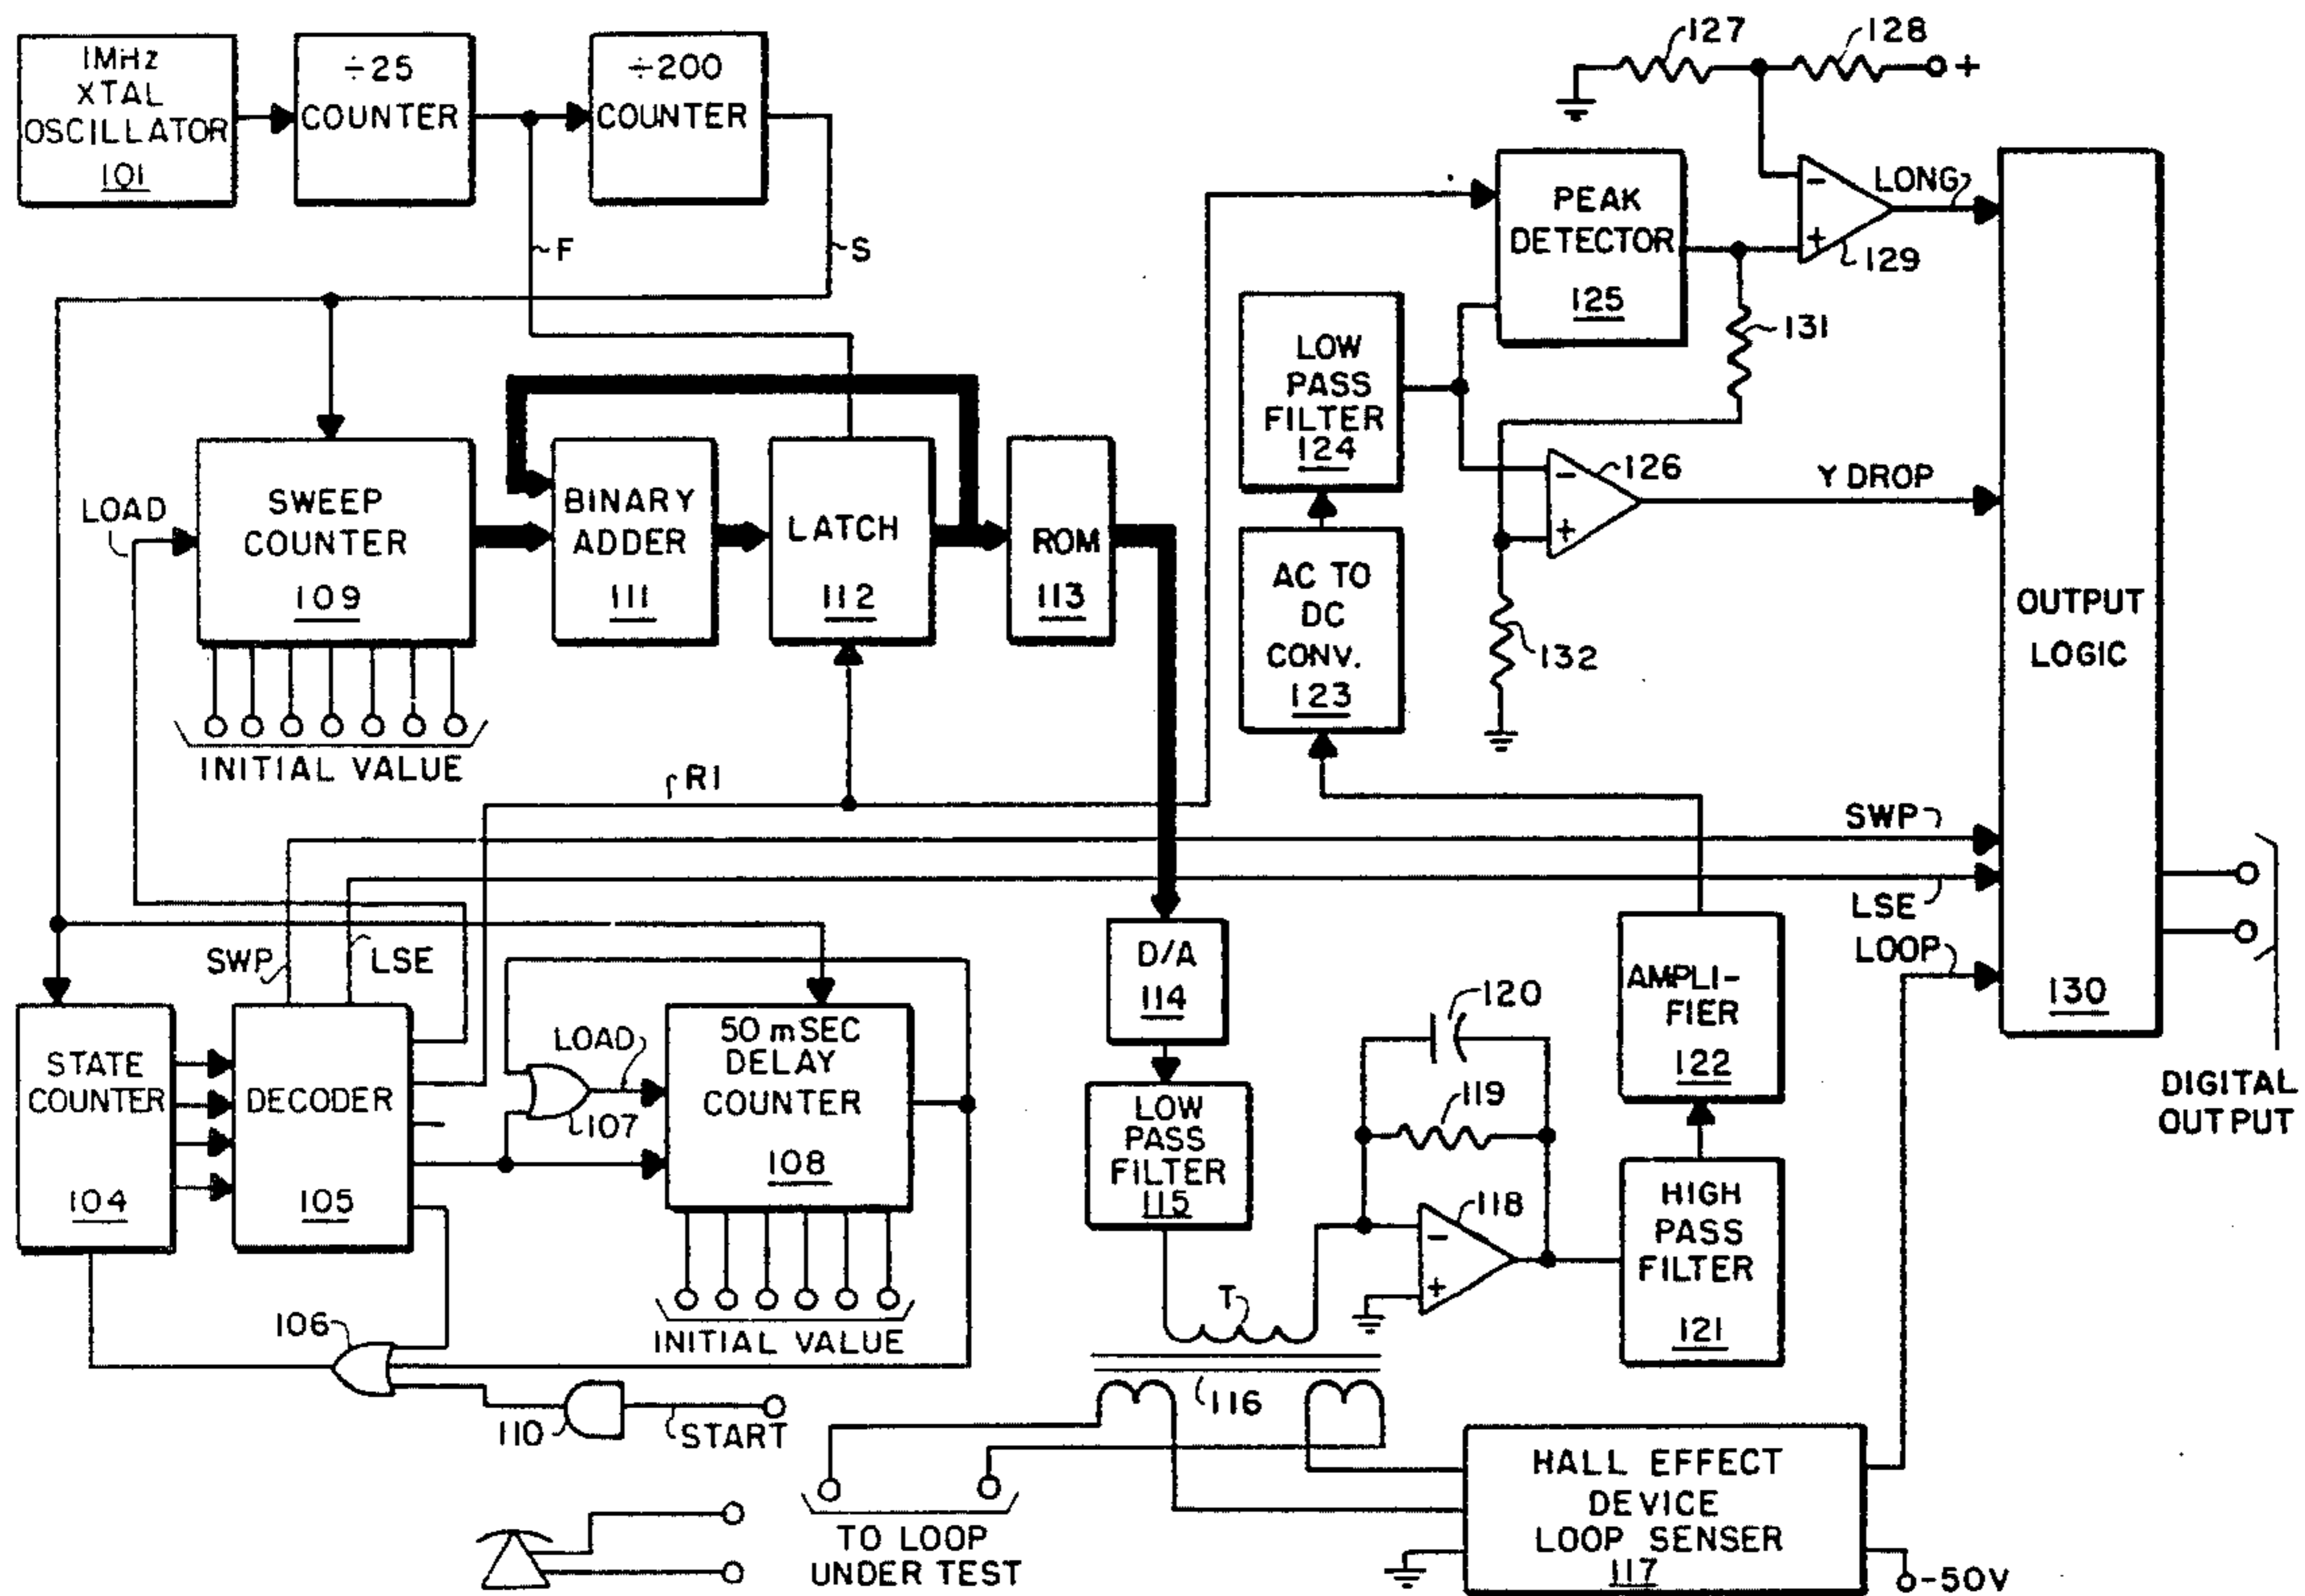 1MHz
XTAL
OSCILLATOR
101
÷25
COUNTER
÷200
COUNTER
F
S
127
128
+
PEAK
DETECTOR
125
−
+
LONG
129
131
LOW
PASS
FILTER
124
−
+
126
Y DROP
132
AC TO
DC
CONV.
123
OUTPUT
LOGIC
130
LOAD
SWEEP
COUNTER
109
INITIAL VALUE
BINARY
ADDER
111
LATCH
112
ROM
113
R1
SWP
LSE
LOOP
SWP
LSE
STATE
COUNTER
104
DECODER
105
LOAD
107
50 mSEC
DELAY
COUNTER
108
INITIAL VALUE
106
110
START
D/A
114
LOW
PASS
FILTER
115
T
116
120
119
−
+
118
AMPLI-
FIER
122
HIGH
PASS
FILTER
121
DIGITAL
OUTPUT
TO LOOP
UNDER TEST
HALL EFFECT
DEVICE
LOOP SENSER
117
-50V